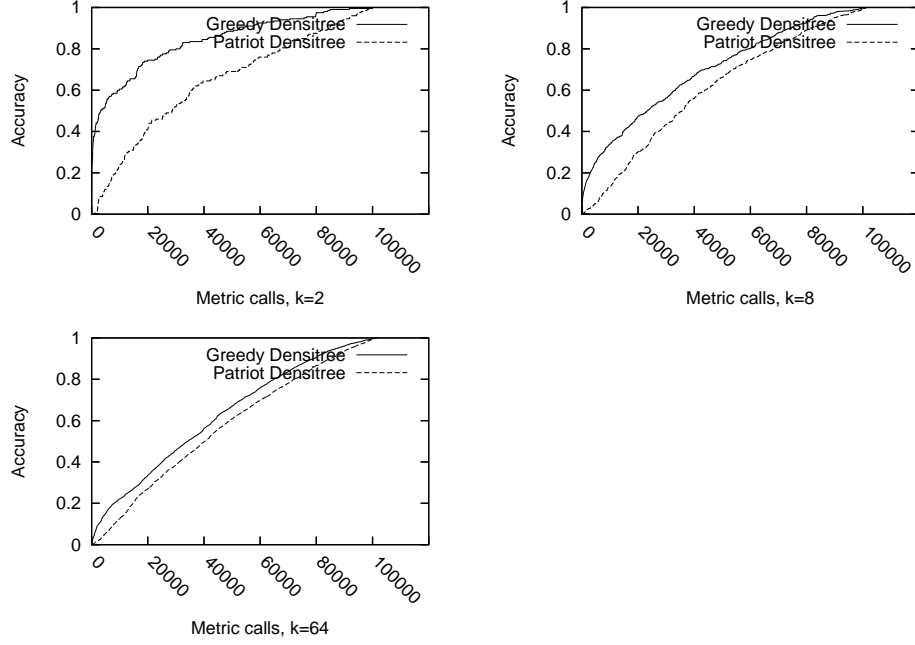 1
0.8
0.6
0.4
0.2
0
Accuracy
Greedy Densitree
Patriot Densitree
0 20000 40000 60000 80000 100000
Metric calls, k=2
1
0.8
0.6
0.4
0.2
0
Accuracy
Greedy Densitree
Patriot Densitree
0 20000 40000 60000 80000 100000
Metric calls, k=8
1
0.8
0.6
0.4
0.2
0
Accuracy
Greedy Densitree
Patriot Densitree
0 20000 40000 60000 80000 100000
Metric calls, k=64